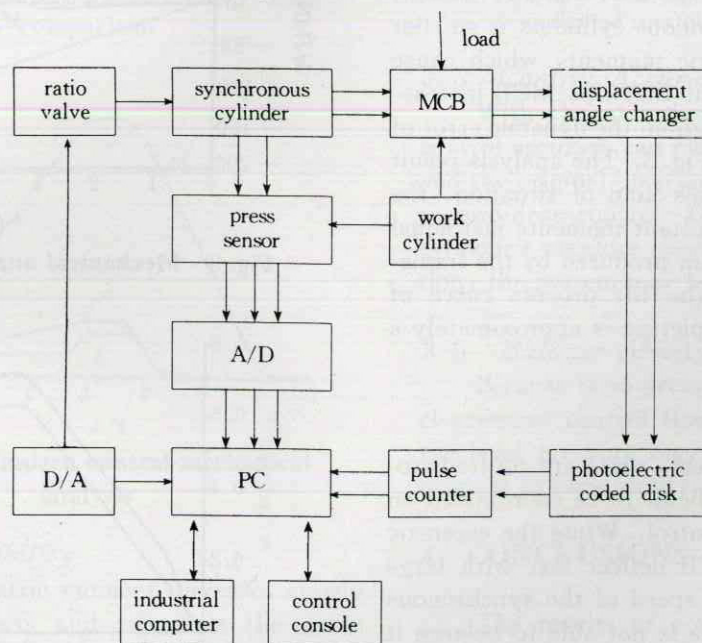 load
ratio
valve
synchronous
cylinder
MCB
displacement
angle changer
press
sensor
work
cylinder
A/D
D/A
PC
pulse
counter
photoelectric
coded disk
industrial
computer
control
console